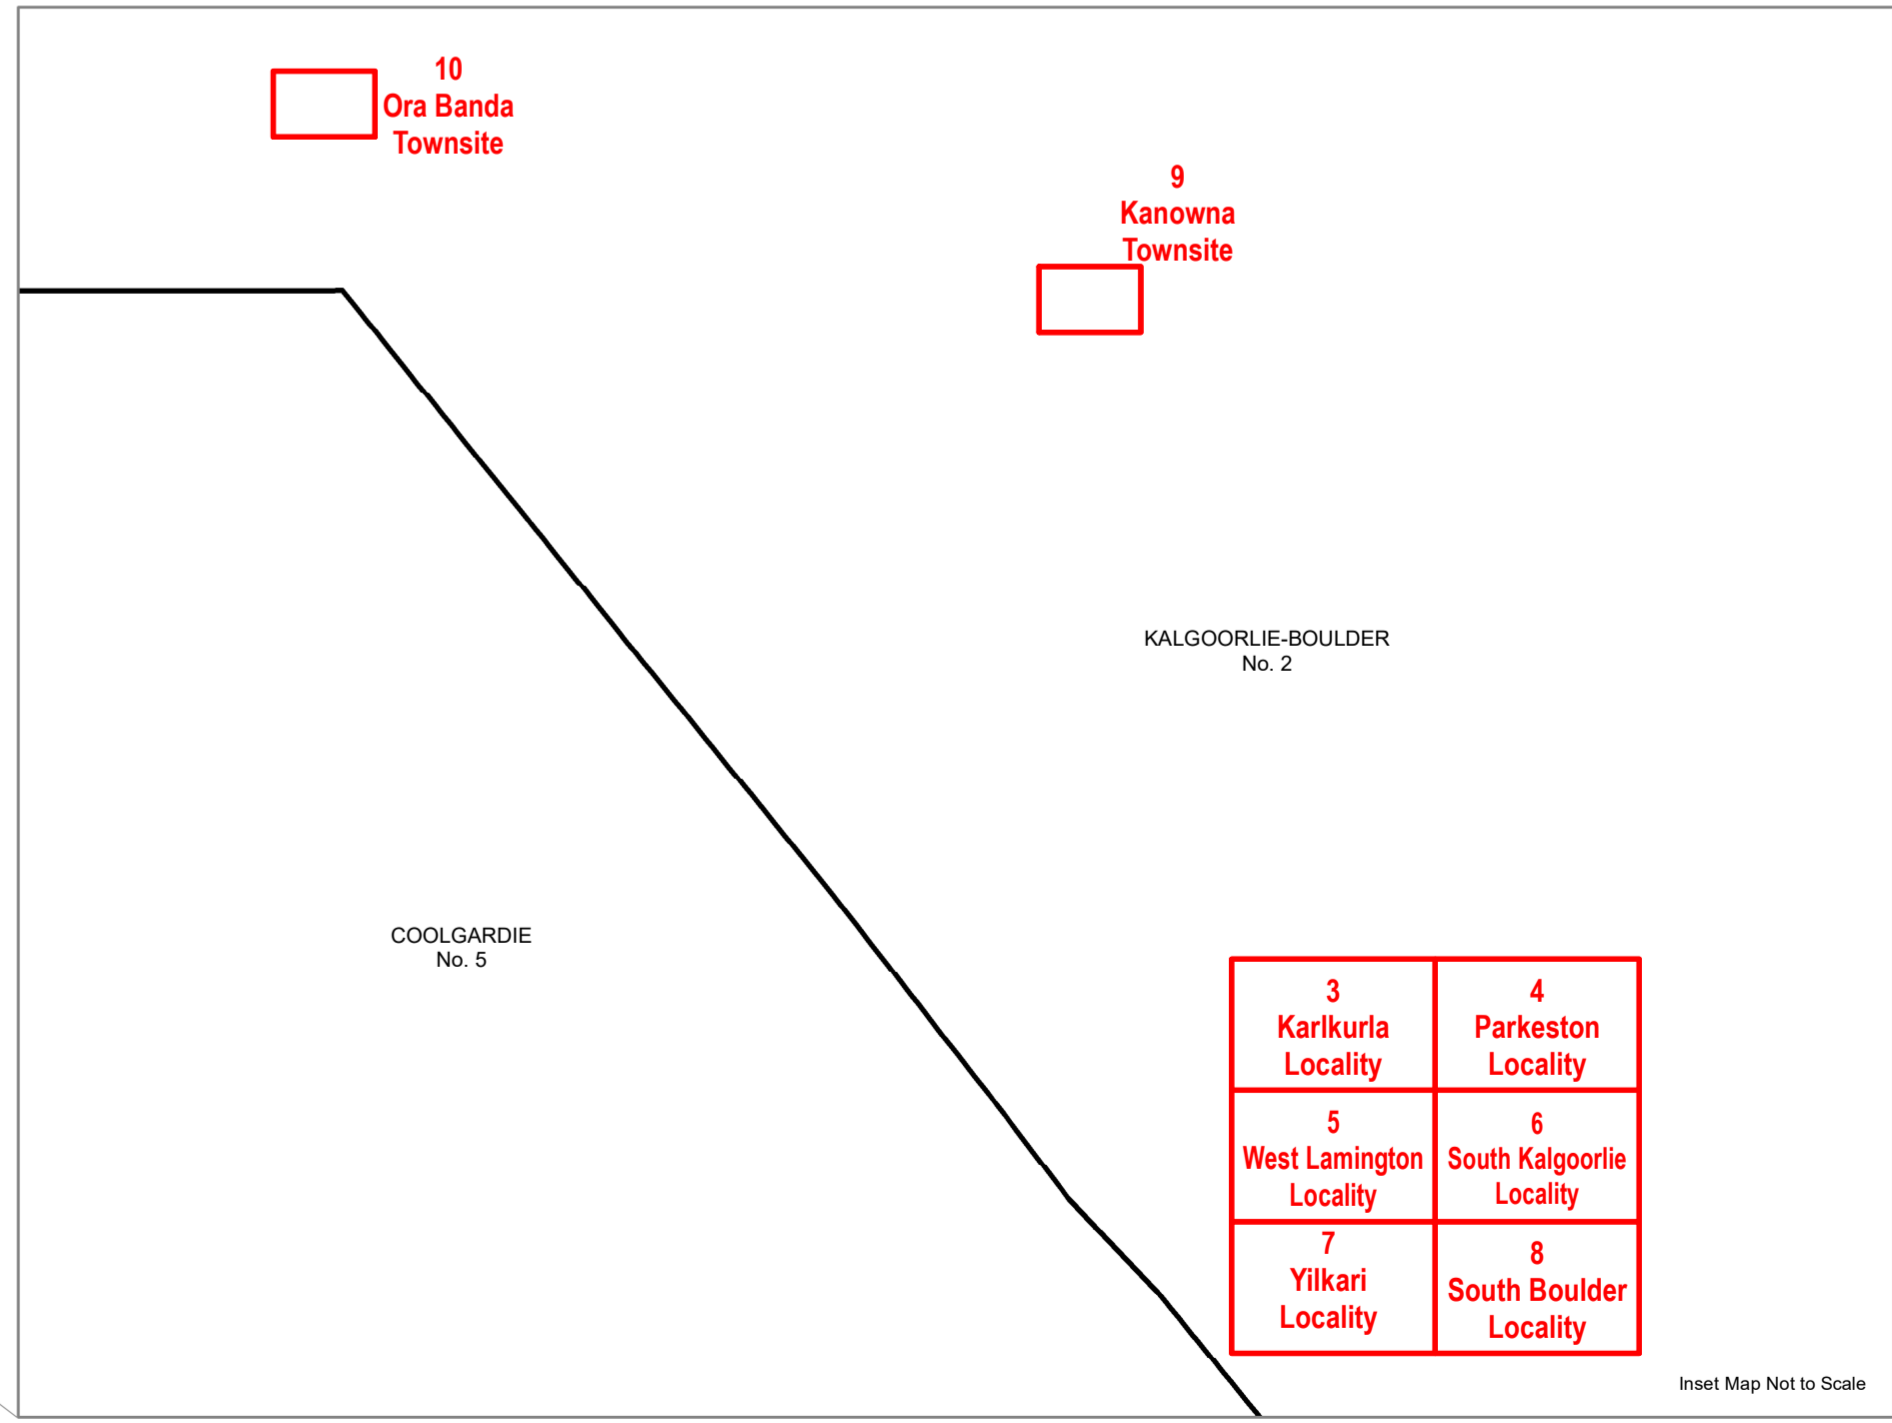 10
Ora Banda
Townsite
9
Kanowna
Townsite
KALGOORLIE-BOULDER
No. 2
COOLGARDIE
No. 5
3
Karlkurla
Locality
4
Parkeston
Locality
5
West Lamington
Locality
6
South Kalgoorlie
Locality
7
Yilkari
Locality
8
South Boulder
Locality
Inset Map Not to Scale